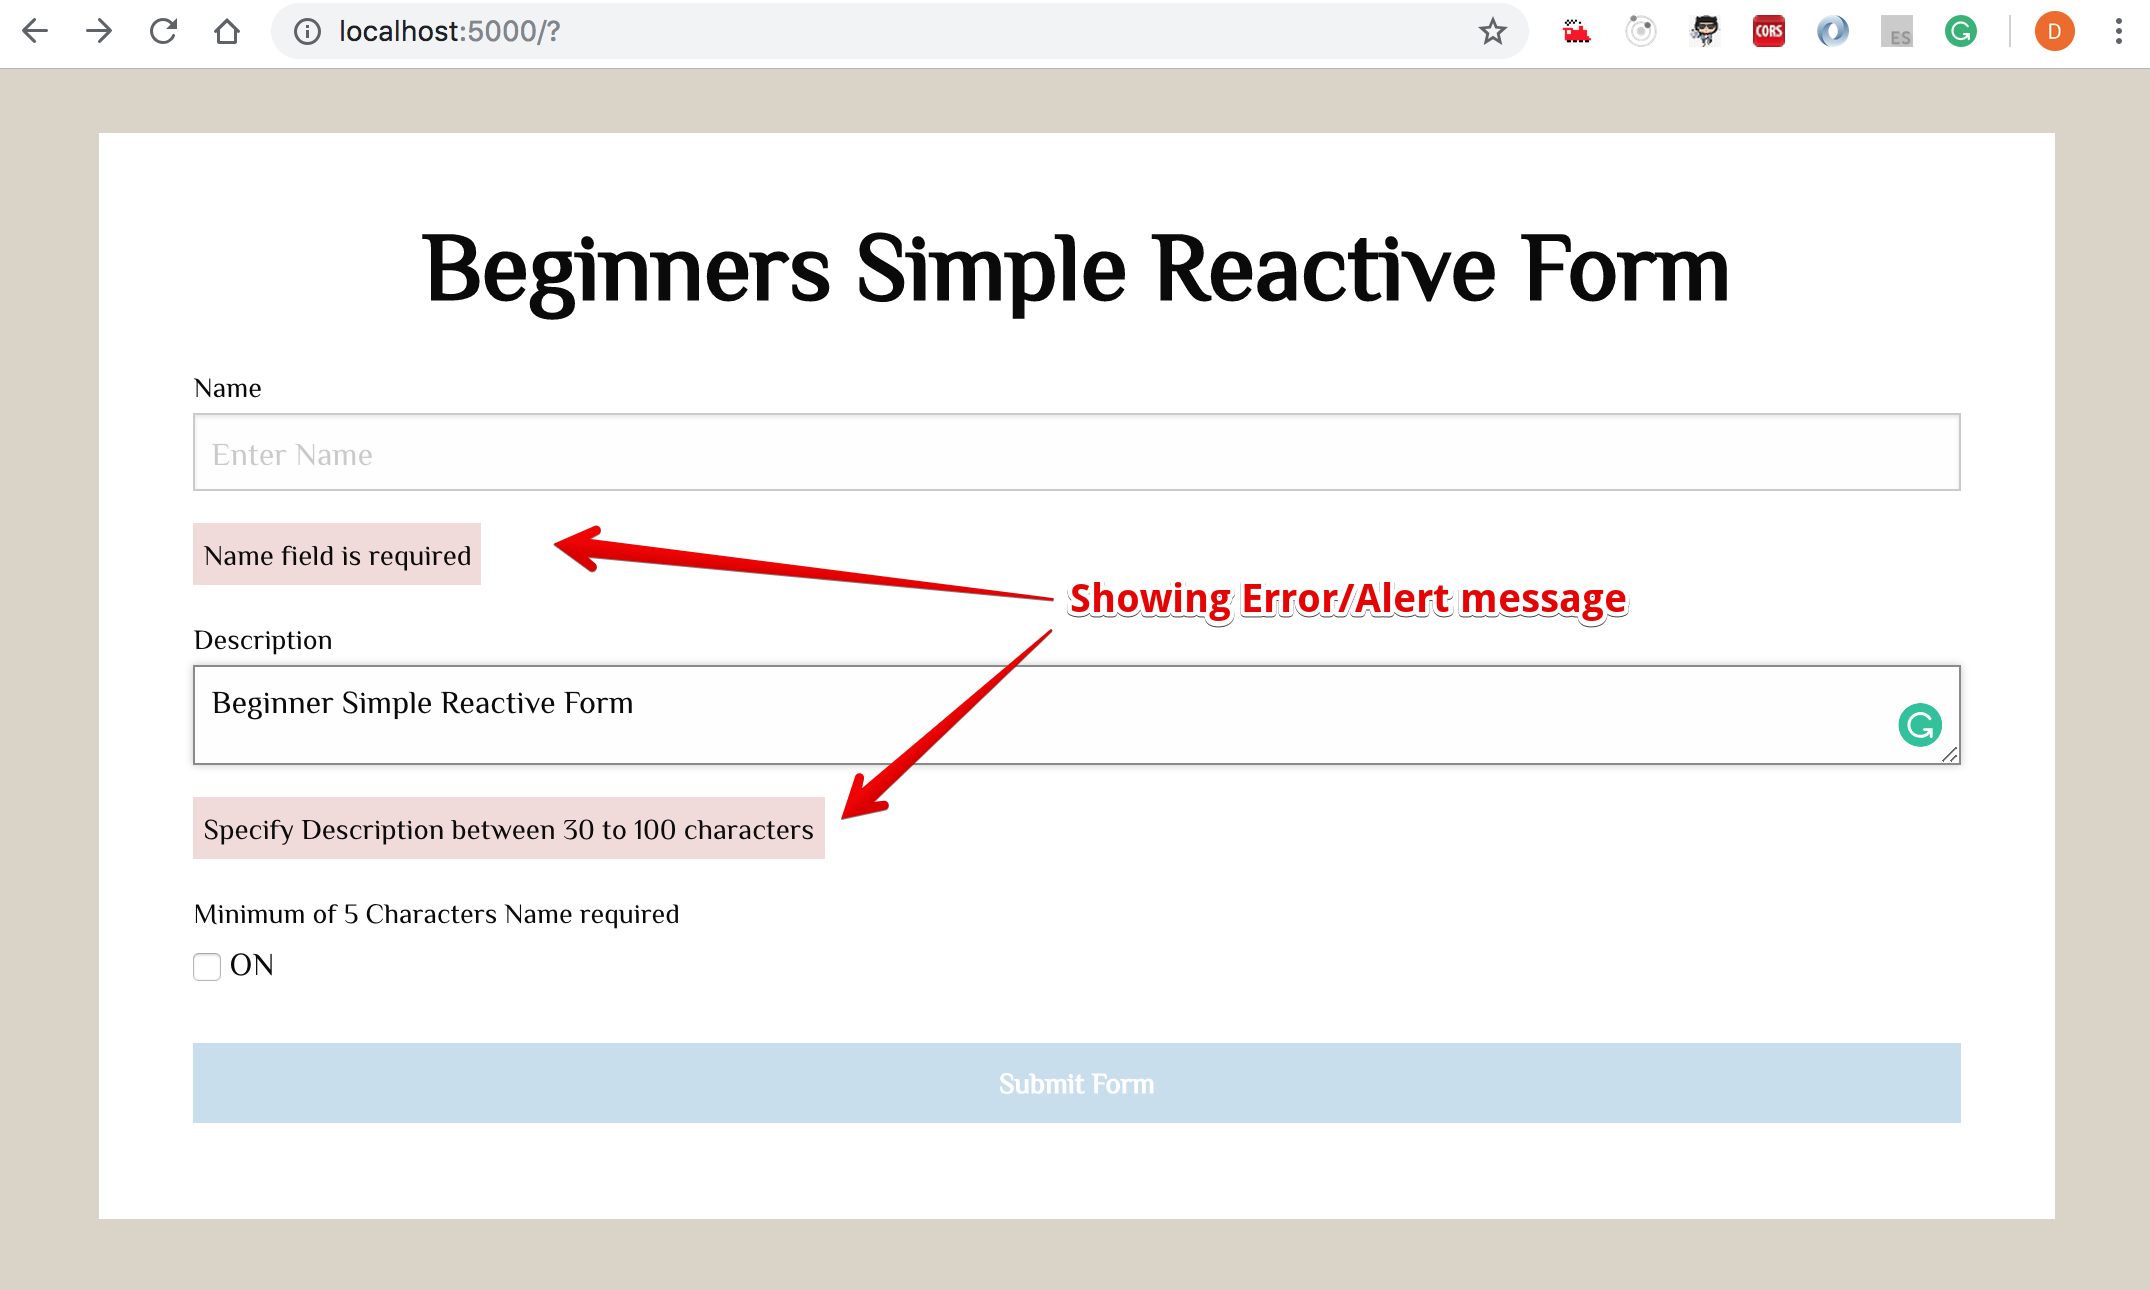 localhost:5000/?
CORS
ES
G
D
Beginners Simple Reactive Form
Name
Enter Name
Name field is required
Showing Error/Alert message
Description
Beginner Simple Reactive Form
G
Specify Description between 30 to 100 characters
Minimum of 5 Characters Name required
ON
Submit Form